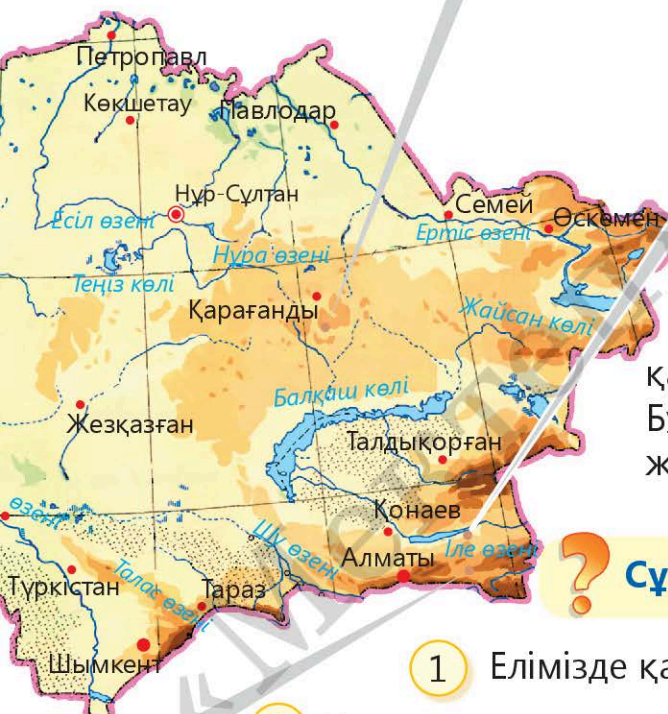 Петропавл
Көкшетау
Павлодар
Нұр-Сұлтан
Есіл өзені
Семей
Өскемен
Ертіс өзені
Нұра өзені
Теңіз көлі
Қарағанды
Жайсан көлі
Балқаш көлі
Жезқазған
Талдықорған
Қонаев
өзені
Шу өзені
Іле өзені
Алматы
Түркістан
Талас өзені
Тараз
Шымкент
? Сұ
1 Елімізде қа